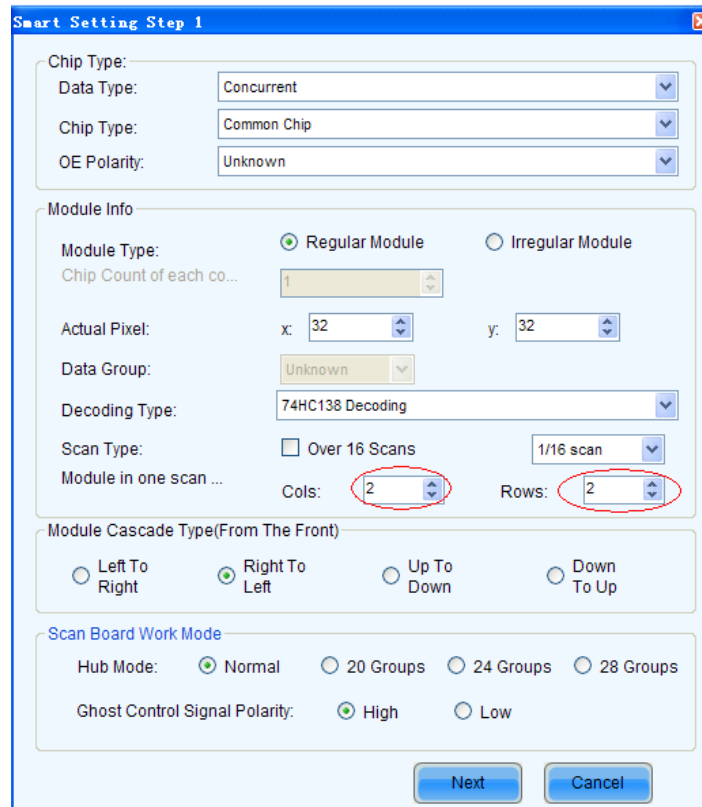 Smart Setting Step 1
Chip Type:
Data Type: Concurrent
Chip Type: Common Chip
OE Polarity: Unknown
Module Info
Module Type: Regular Module Irregular Module
Chip Count of each co... 1
Actual Pixel: x: 32 y: 32
Data Group: Unknown
Decoding Type: 74HC138 Decoding
Scan Type: Over 16 Scans 1/16 scan
Module in one scan ... Cols: 2 Rows: 2
Module Cascade Type(From The Front)
Left To Right Right To Left Up To Down Down To Up
Scan Board Work Mode
Hub Mode: Normal 20 Groups 24 Groups 28 Groups
Ghost Control Signal Polarity: High Low
Next Cancel